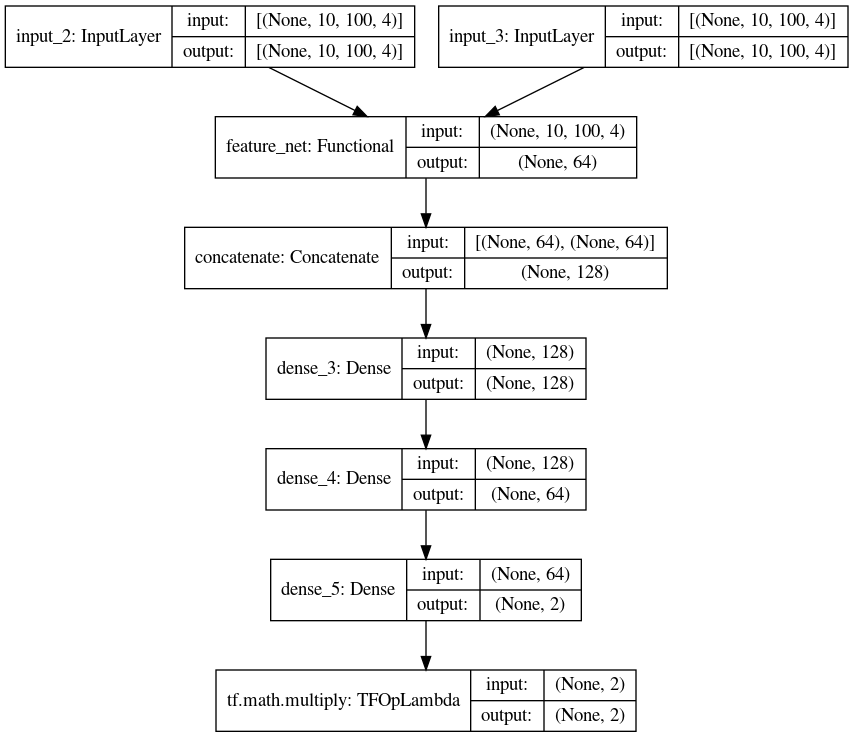 input_2: InputLayer
input:
[(None, 10, 100, 4)]
output:
[(None, 10, 100, 4)]
input_3: InputLayer
input:
[(None, 10, 100, 4)]
output:
[(None, 10, 100, 4)]
feature_net: Functional
input:
(None, 10, 100, 4)
output:
(None, 64)
concatenate: Concatenate
input:
[(None, 64), (None, 64)]
output:
(None, 128)
dense_3: Dense
input:
(None, 128)
output:
(None, 128)
dense_4: Dense
input:
(None, 128)
output:
(None, 64)
dense_5: Dense
input:
(None, 64)
output:
(None, 2)
tf.math.multiply: TFOpLambda
input:
(None, 2)
output:
(None, 2)